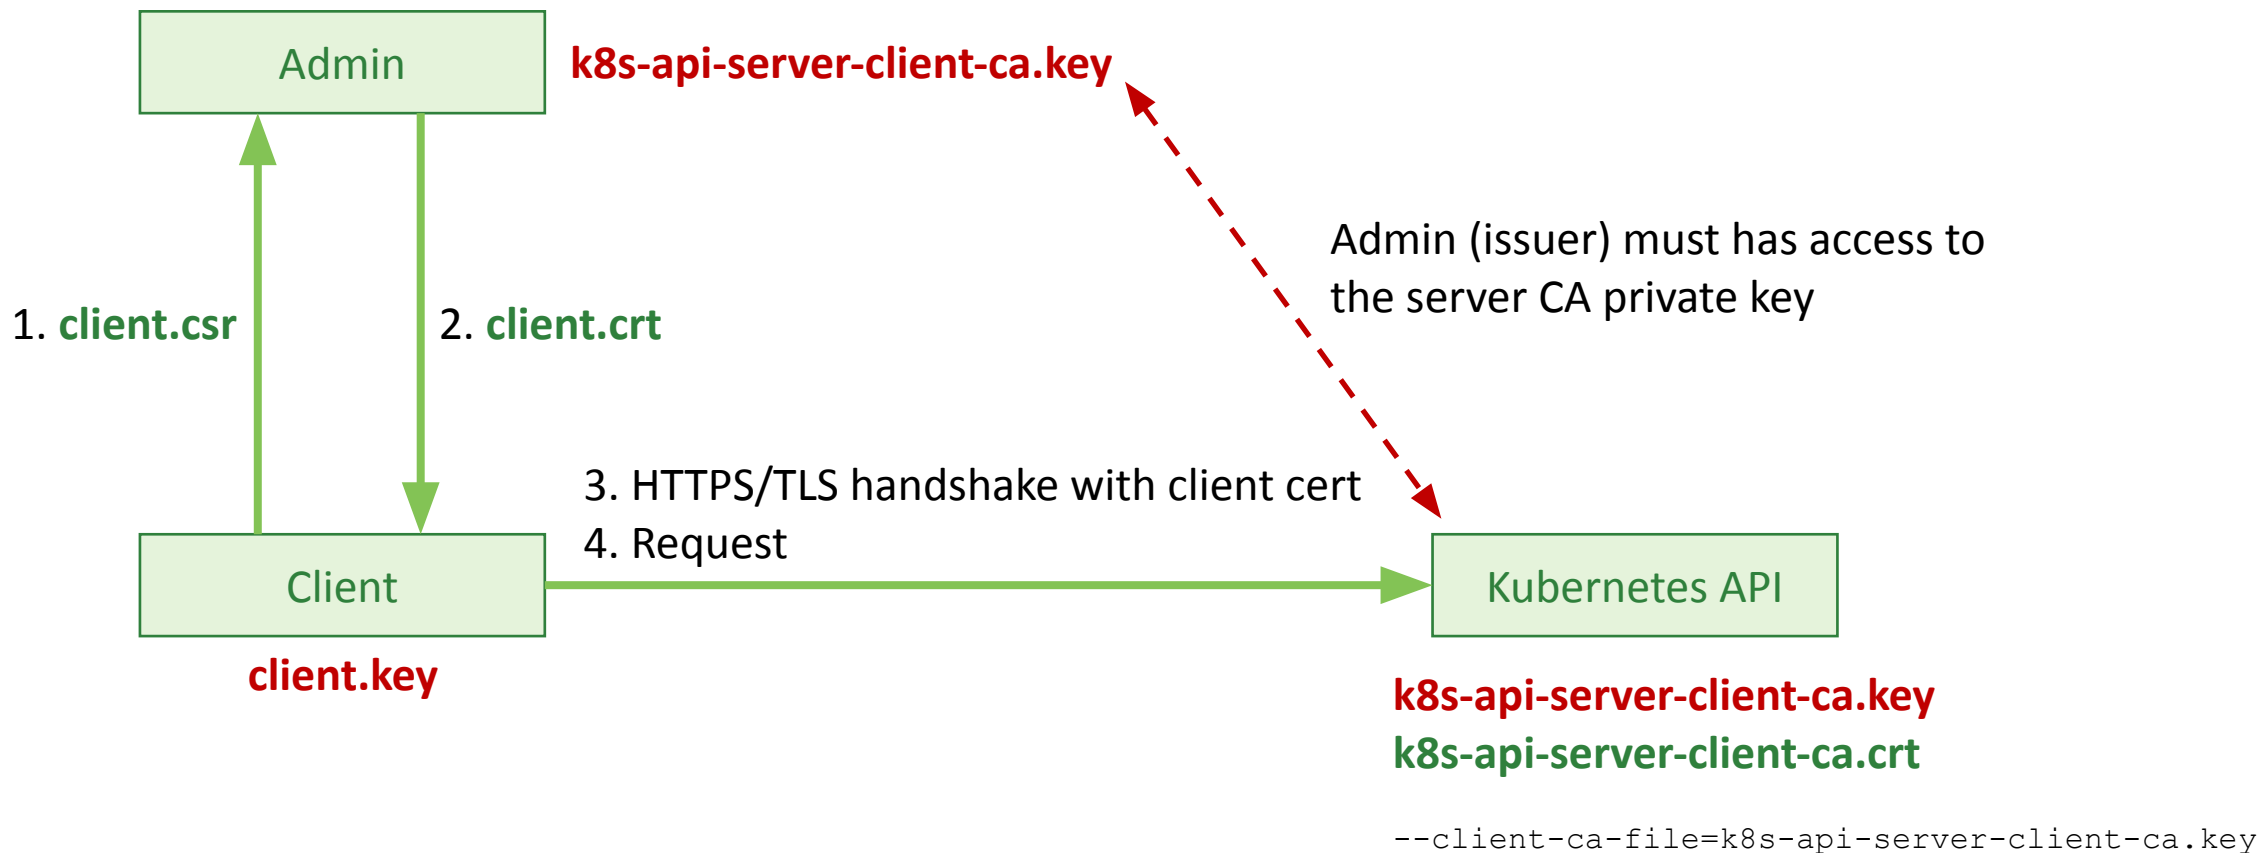 Admin
k8s-api-server-client-ca.key
Admin (issuer) must has access to
the server CA private key
1. client.csr
2. client.crt
3. HTTPS/TLS handshake with client cert
4. Request
Client
Kubernetes API
client.key
k8s-api-server-client-ca.key
k8s-api-server-client-ca.crt
--client-ca-file=k8s-api-server-client-ca.key